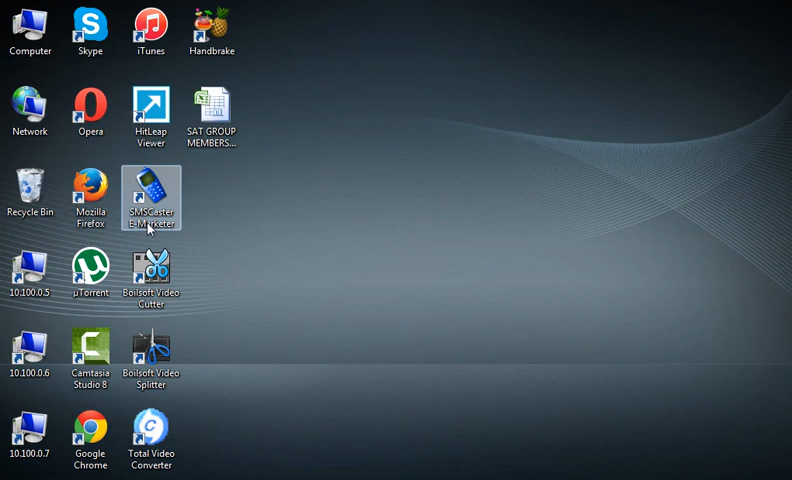 Computer
Skype
iTunes
Handbrake
Network
Opera
HitLeap
Viewer
SAT GROUP
MEMBERS...
Recycle Bin
Mozilla
Firefox
SMSCaster
E-Marketer
10.100.0.5
µTorrent
Boilsoft Video
Cutter
10.100.0.6
Camtasia
Studio 8
Boilsoft Video
Splitter
10.100.0.7
Google
Chrome
Total Video
Converter